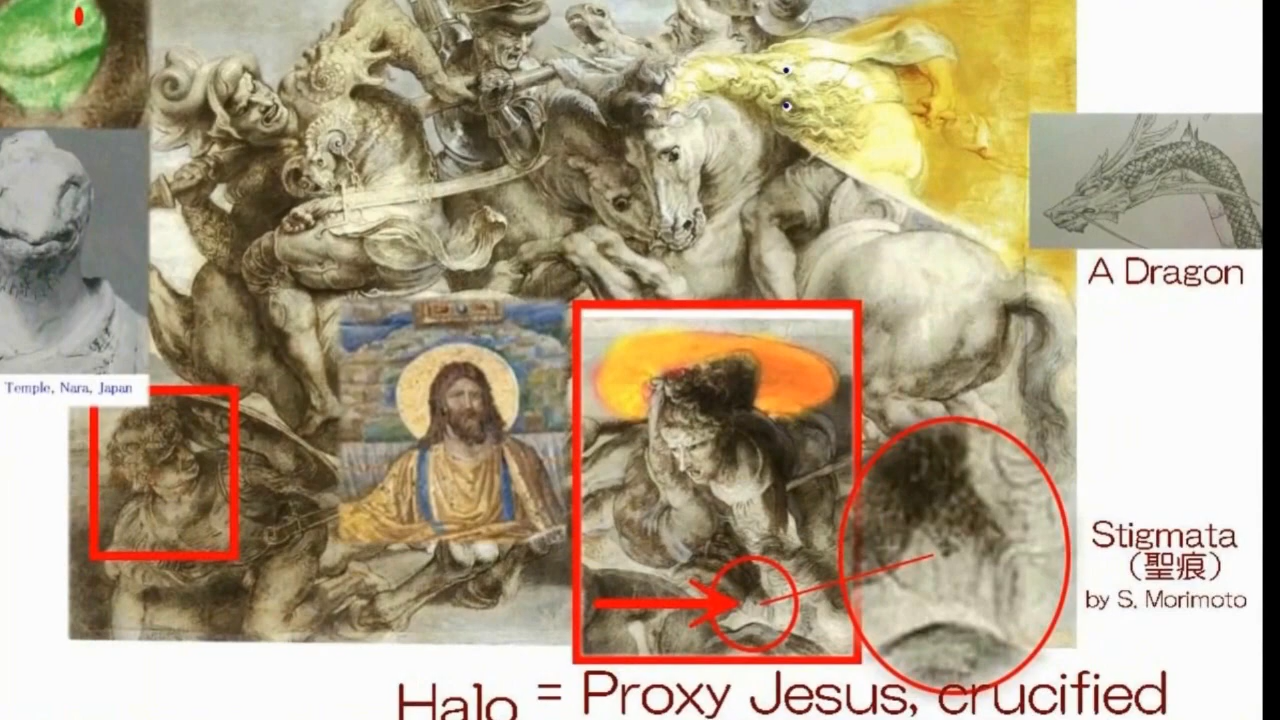 A Dragon
Temple, Nara, Japan
Stigmata
（聖痕）
by S. Morimoto
Halo = Proxy Jesus, crucified